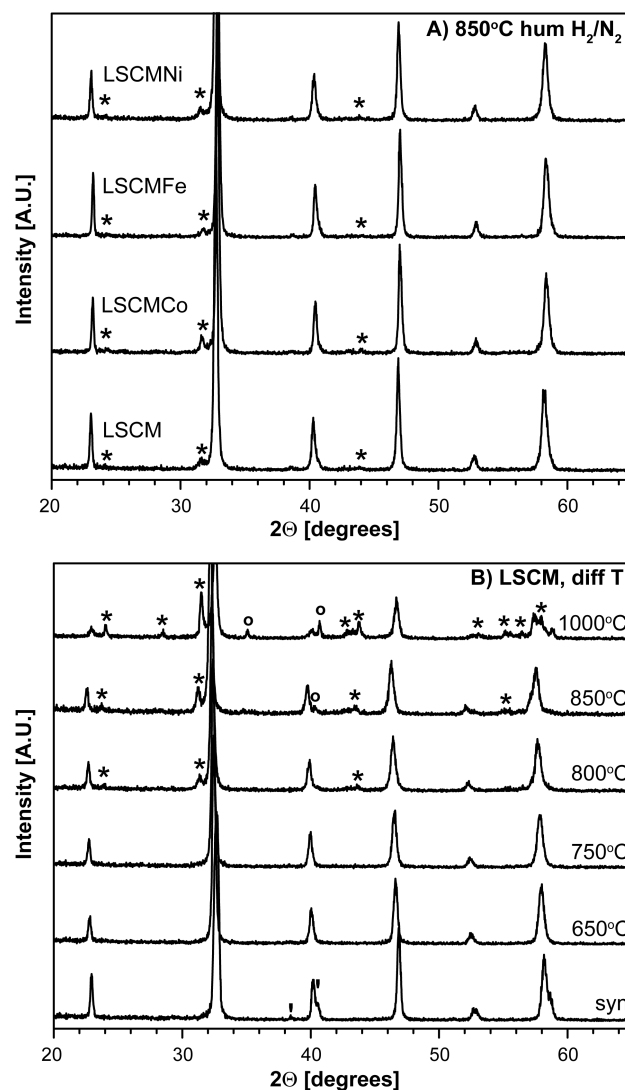 A) 850°C hum H₂/N₂
LSCMNi
* * *
LSCMFe
* * *
LSCMCo
* * *
LSCM
* * *
Intensity [A.U.]
20 30 40 50 60
2Θ [degrees]
B) LSCM, diff T
1000°C
* * * o o * * * * * *
850°C
* * o * *
800°C
* * *
750°C
650°C
syn
' '
Intensity [A.U.]
20 30 40 50 60
2Θ [degrees]